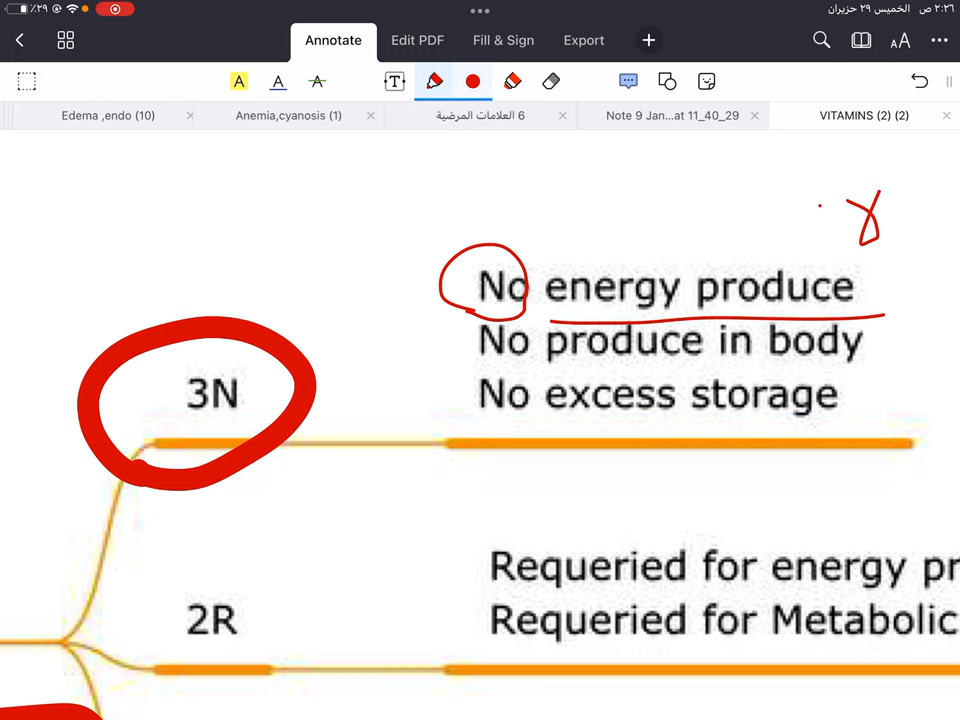 ٪٢٩
٢:٢٦ ص الخميس ٢٩ حزيران
Annotate Edit PDF Fill & Sign Export
A A A T AA
Edema ,endo (10) Anemia,cyanosis (1) 6 العلامات المرضية Note 9 Jan...at 11_40_29 VITAMINS (2) (2)
No energy produce
No produce in body
3N No excess storage
Requeried for energy pr
2R Requeried for Metabolic